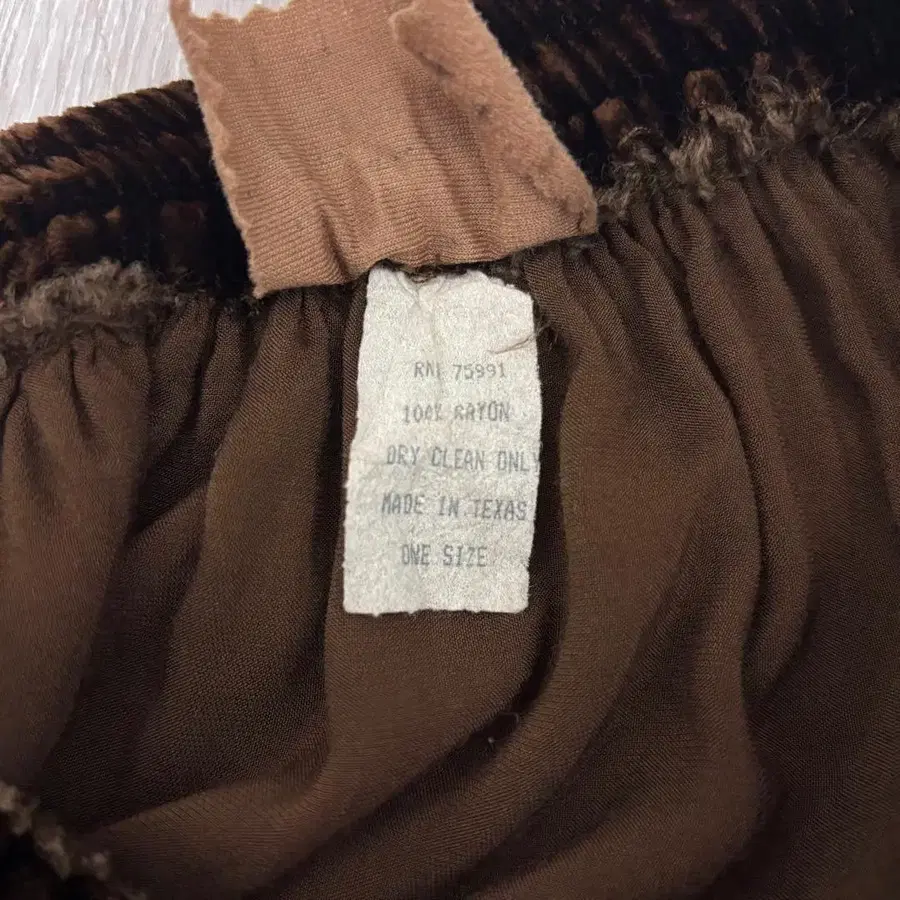 RN# 75991
100% RAYON
DRY CLEAN ONLY
MADE IN TEXAS
ONE SIZE